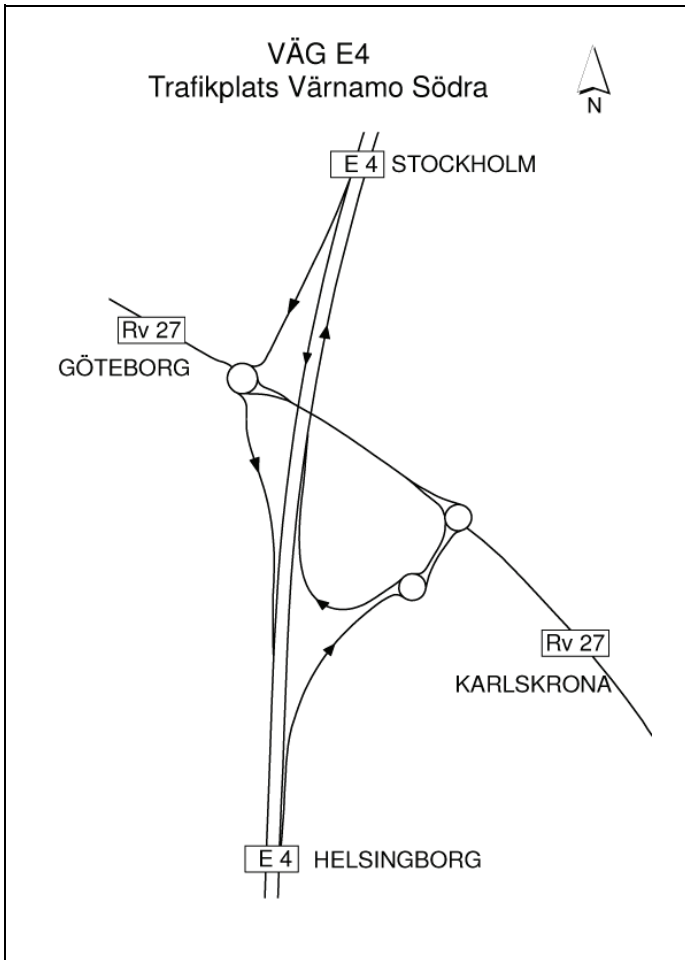 VÄG E4
Trafikplats Värnamo Södra
N
E 4 STOCKHOLM
Rv 27
GÖTEBORG
Rv 27
KARLSKRONA
E 4 HELSINGBORG